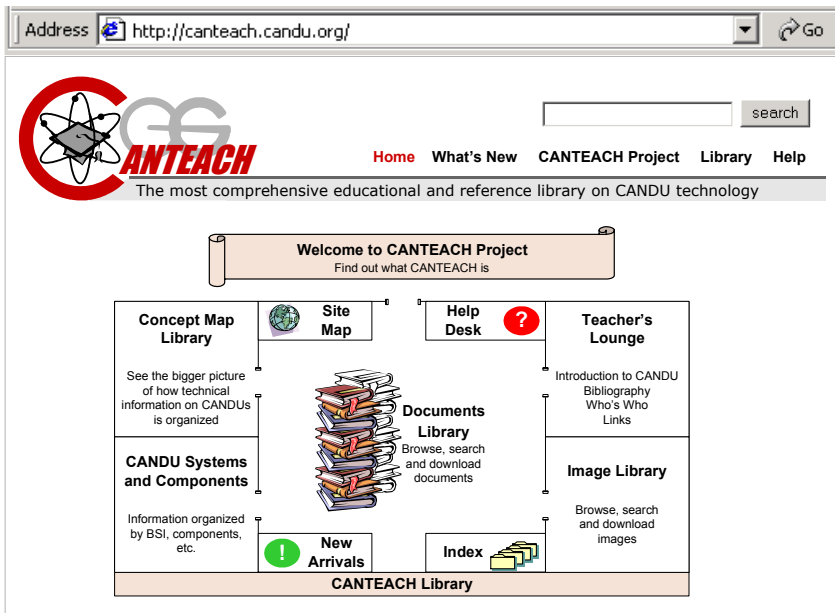 Address http://canteach.candu.org/ Go
search
CANTEACH
Home What's New CANTEACH Project Library Help
The most comprehensive educational and reference library on CANDU technology
Welcome to CANTEACH Project
Find out what CANTEACH is
Concept Map
Library
See the bigger picture
of how technical
information on CANDUs
is organized
Site
Map
Help
Desk
?
Teacher's
Lounge
Introduction to CANDU
Bibliography
Who's Who
Links
Documents
Library
Browse, search
and download
documents
CANDU Systems
and Components
Information organized
by BSI, components,
etc.
Image Library
Browse, search
and download
images
!
New
Arrivals
Index
CANTEACH Library